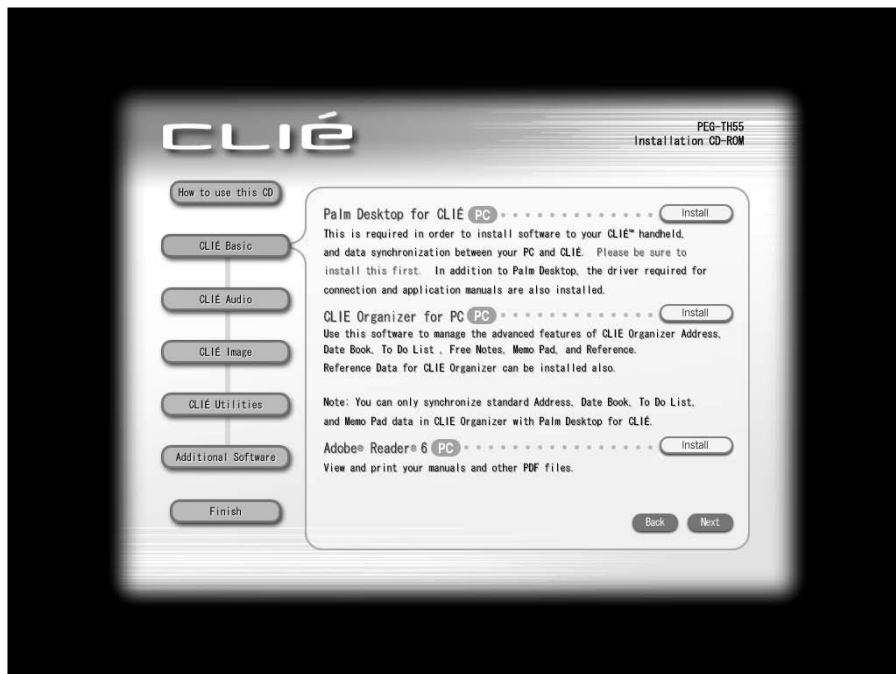 CLIÉ
PEG-TH55
Installation CD-ROM
How to use this CD
CLIÉ Basic
CLIÉ Audio
CLIÉ Image
CLIÉ Utilities
Additional Software
Finish
Palm Desktop for CLIÉ PC Install
This is required in order to install software to your CLIÉ™ handheld,
and data synchronization between your PC and CLIÉ. Please be sure to
install this first. In addition to Palm Desktop, the driver required for
connection and application manuals are also installed.
CLIE Organizer for PC PC Install
Use this software to manage the advanced features of CLIE Organizer Address,
Date Book, To Do List , Free Notes, Memo Pad, and Reference.
Reference Data for CLIE Organizer can be installed also.
Note: You can only synchronize standard Address, Date Book, To Do List,
and Memo Pad data in CLIE Organizer with Palm Desktop for CLIÉ.
Adobe® Reader® 6 PC Install
View and print your manuals and other PDF files.
Back Next